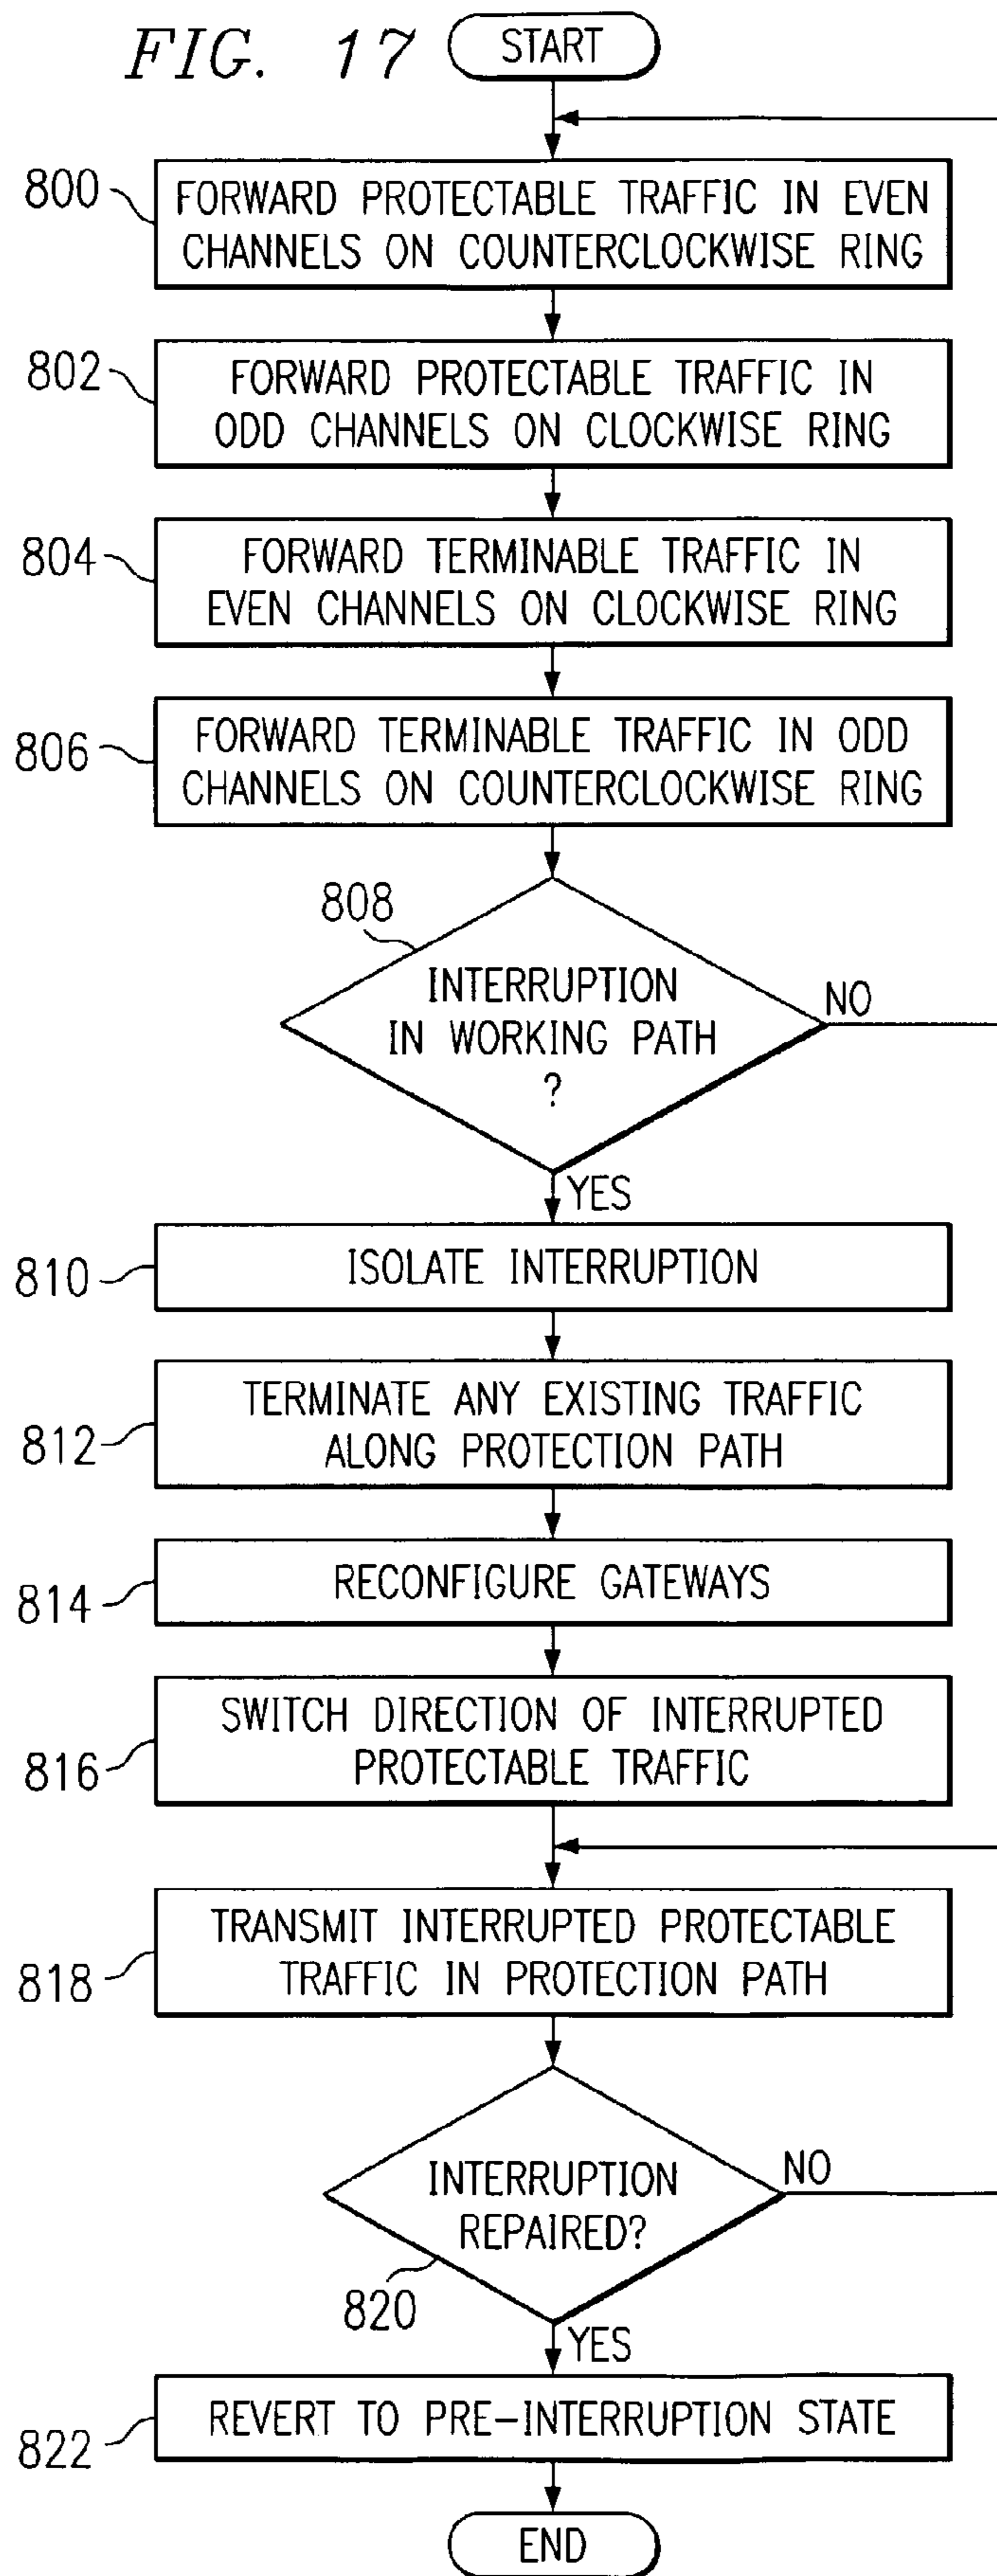 FIG. 17
START
800
FORWARD PROTECTABLE TRAFFIC IN EVEN
CHANNELS ON COUNTERCLOCKWISE RING
802
FORWARD PROTECTABLE TRAFFIC IN
ODD CHANNELS ON CLOCKWISE RING
804
FORWARD TERMINABLE TRAFFIC IN
EVEN CHANNELS ON CLOCKWISE RING
806
FORWARD TERMINABLE TRAFFIC IN ODD
CHANNELS ON COUNTERCLOCKWISE RING
808
INTERRUPTION
IN WORKING PATH
?
NO
YES
810
ISOLATE INTERRUPTION
812
TERMINATE ANY EXISTING TRAFFIC
ALONG PROTECTION PATH
814
RECONFIGURE GATEWAYS
816
SWITCH DIRECTION OF INTERRUPTED
PROTECTABLE TRAFFIC
818
TRANSMIT INTERRUPTED PROTECTABLE
TRAFFIC IN PROTECTION PATH
INTERRUPTION
REPAIRED?
NO
820
YES
822
REVERT TO PRE-INTERRUPTION STATE
END